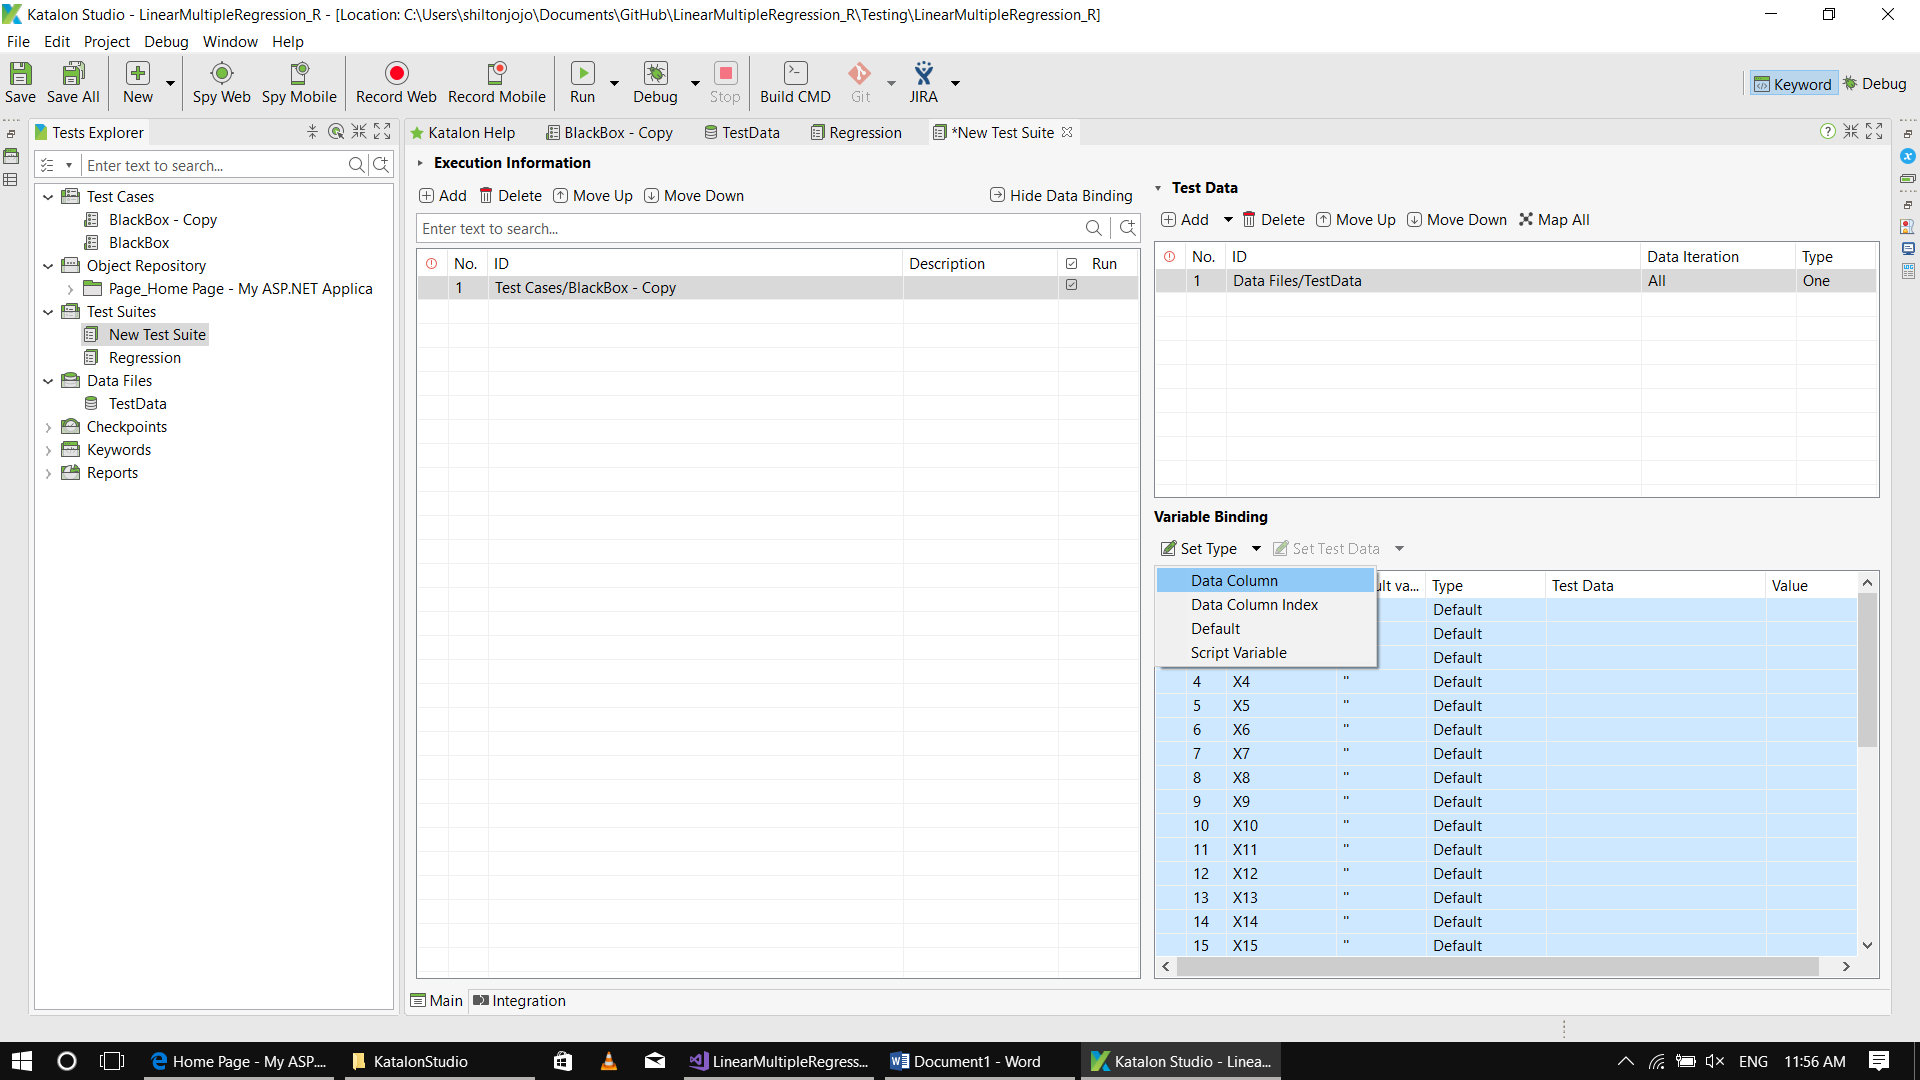 Katalon Studio - LinearMultipleRegression_R - [Location: C:\Users\shiltonjojo\Documents\GitHub\LinearMultipleRegression_R\Testing\LinearMultipleRegression_R]
File Edit Project Debug Window Help
Save Save All New Spy Web Spy Mobile Record Web Record Mobile Run Debug Stop Build CMD Git JIRA Keyword Debug
Tests Explorer
Katalon Help BlackBox - Copy TestData Regression *New Test Suite
Enter text to search...
Test Cases
BlackBox - Copy
BlackBox
Object Repository
Page_Home Page - My ASP.NET Applica
Test Suites
New Test Suite
Regression
Data Files
TestData
Checkpoints
Keywords
Reports
Execution Information
Add Delete Move Up Move Down Hide Data Binding
Enter text to search...
No. ID Description Run
1 Test Cases/BlackBox - Copy
Main Integration
Test Data
Add Delete Move Up Move Down Map All
No. ID Data Iteration Type
1 Data Files/TestData All One
Variable Binding
Set Type Set Test Data
Data Column
Data Column Index
Default
Script Variable
ult va... Type Test Data Value
Default
Default
Default
4 X4 '' Default
5 X5 '' Default
6 X6 '' Default
7 X7 '' Default
8 X8 '' Default
9 X9 '' Default
10 X10 '' Default
11 X11 '' Default
12 X12 '' Default
13 X13 '' Default
14 X14 '' Default
15 X15 '' Default
Home Page - My ASP.... KatalonStudio LinearMultipleRegress... Document1 - Word Katalon Studio - Linea... ENG 11:56 AM